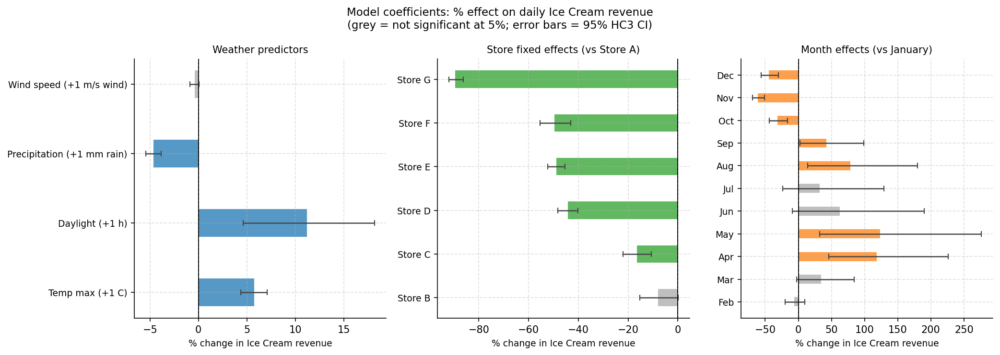 Model coefficients: % effect on daily Ice Cream revenue
(grey = not significant at 5%; error bars = 95% HC3 CI)
Weather predictors
Wind speed (+1 m/s wind)
Precipitation (+1 mm rain)
Daylight (+1 h)
Temp max (+1 C)
−5 0 5 10 15
% change in Ice Cream revenue
Store fixed effects (vs Store A)
Store G
Store F
Store E
Store D
Store C
Store B
−80 −60 −40 −20 0
% change in Ice Cream revenue
Month effects (vs January)
Dec
Nov
Oct
Sep
Aug
Jul
Jun
May
Apr
Mar
Feb
−50 0 50 100 150 200 250
% change in Ice Cream revenue